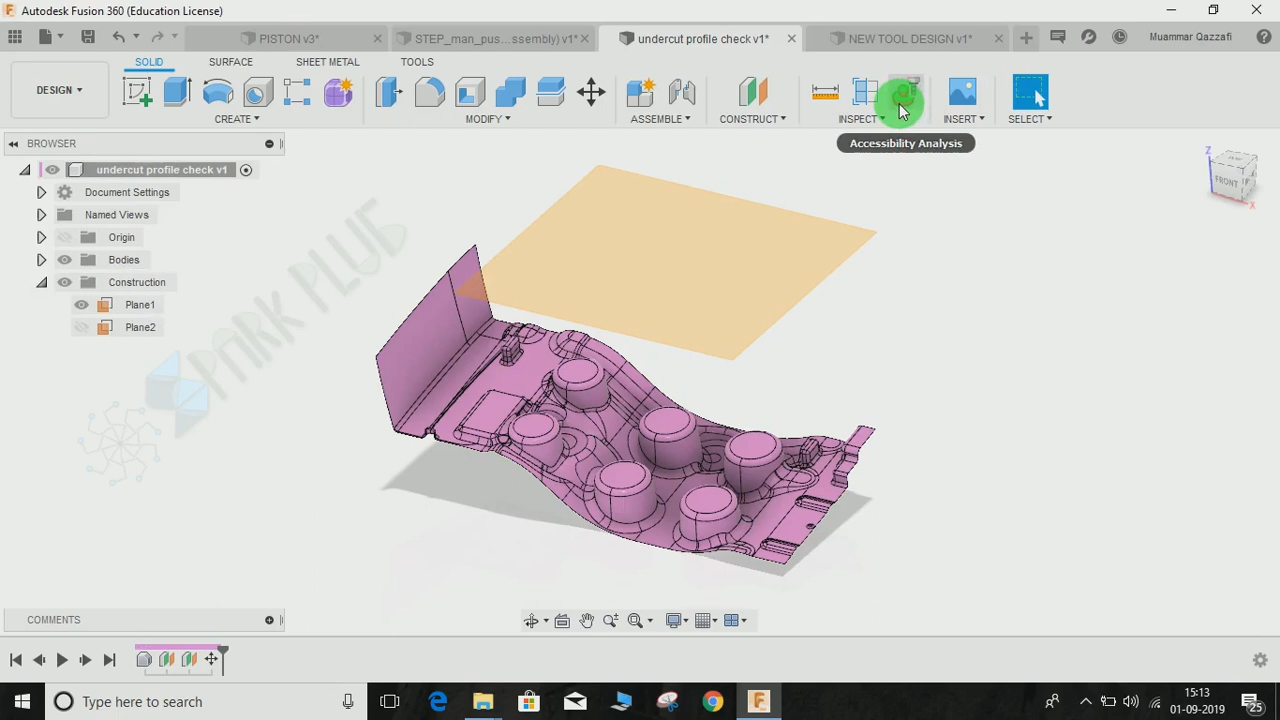 Autodesk Fusion 360 (Education License)
PISTON v3*
STEP_man_pus...ssembly) v1*
undercut profile check v1*
NEW TOOL DESIGN v1*
Muammar Qazzafi
SOLID
SURFACE
SHEET METAL
TOOLS
DESIGN
CREATE
MODIFY
ASSEMBLE
CONSTRUCT
INSPECT
INSERT
SELECT
Accessibility Analysis
BROWSER
undercut profile check v1
Document Settings
Named Views
Origin
Bodies
Construction
Plane1
Plane2
Z
FRONT
X
PARK PLUE
COMMENTS
Type here to search
15:13
01-09-2019
25